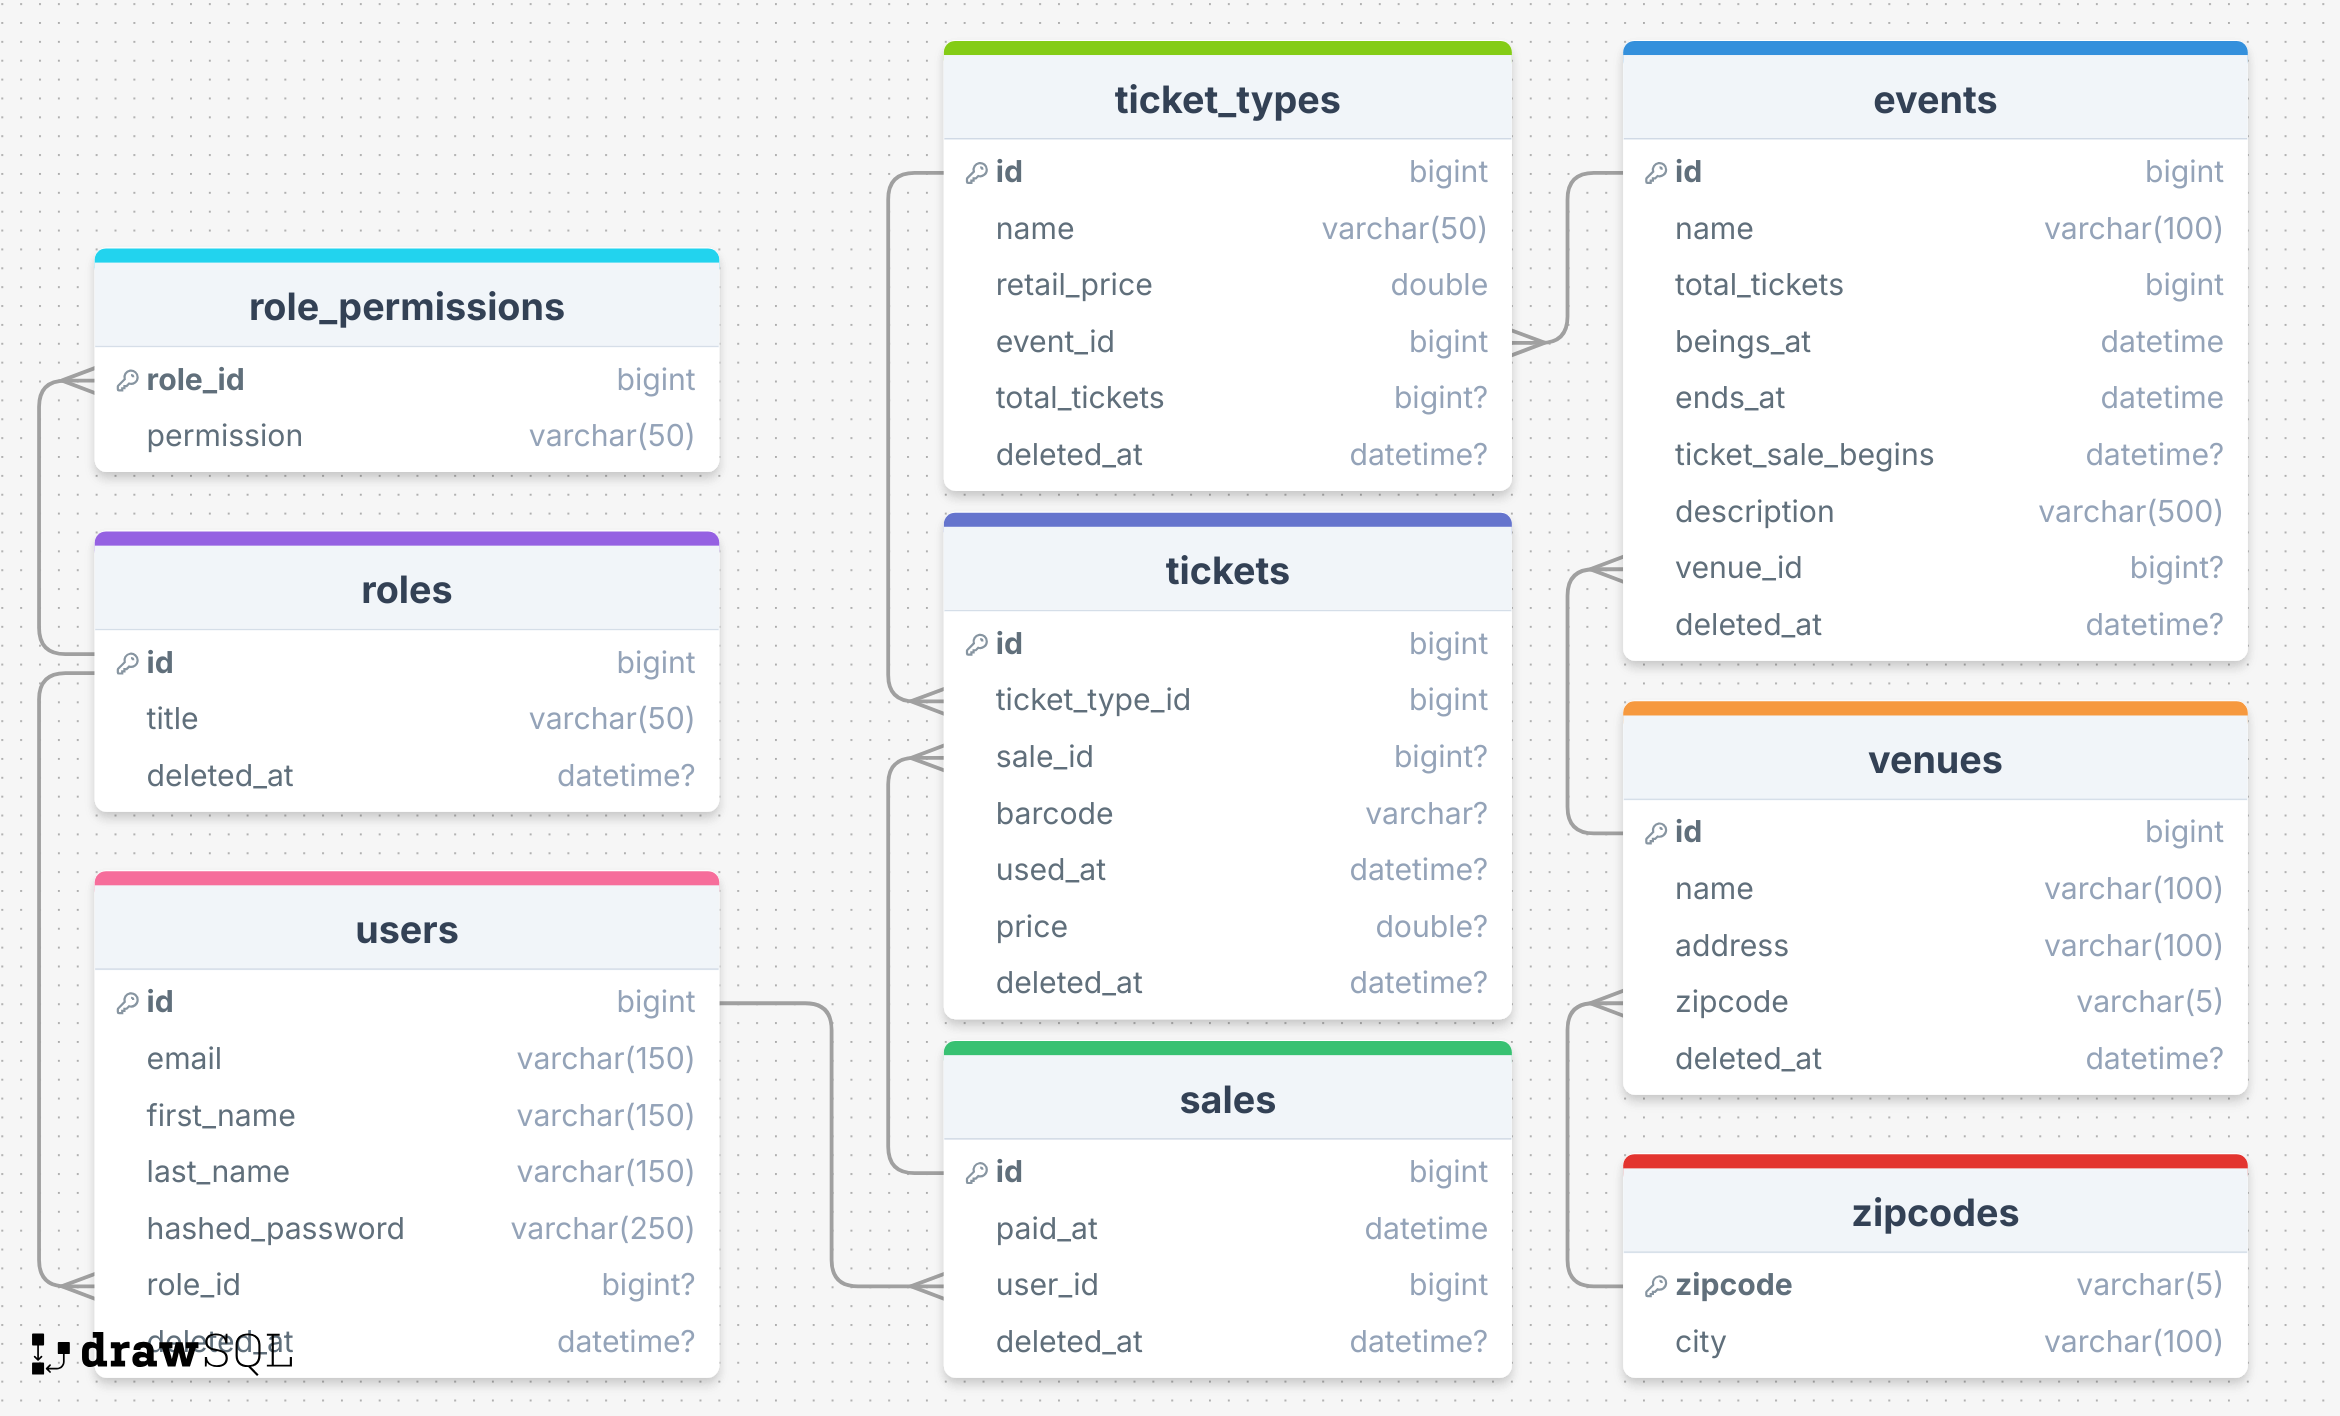 role_permissions
role_id bigint
permission varchar(50)
roles
id bigint
title varchar(50)
deleted_at datetime?
users
id bigint
email varchar(150)
first_name varchar(150)
last_name varchar(150)
hashed_password varchar(250)
role_id bigint?
deleted_at datetime?
drawSQL
ticket_types
id bigint
name varchar(50)
retail_price double
event_id bigint
total_tickets bigint?
deleted_at datetime?
tickets
id bigint
ticket_type_id bigint
sale_id bigint?
barcode varchar?
used_at datetime?
price double?
deleted_at datetime?
sales
id bigint
paid_at datetime
user_id bigint
deleted_at datetime?
events
id bigint
name varchar(100)
total_tickets bigint
beings_at datetime
ends_at datetime
ticket_sale_begins datetime?
description varchar(500)
venue_id bigint?
deleted_at datetime?
venues
id bigint
name varchar(100)
address varchar(100)
zipcode varchar(5)
deleted_at datetime?
zipcodes
zipcode varchar(5)
city varchar(100)